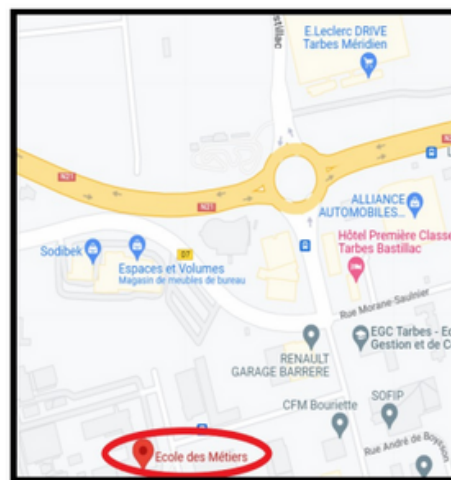 stillac
E.Leclerc DRIVE
Tarbes Méridien
N21
N21
ALLIANCE
AUTOMOBILES...
Hôtel Première Classe
Tarbes Bastillac
Sodibek
D7
Espaces et Volumes
Magasin de meubles de bureau
Rue Morane-Saulnier
EGC Tarbes - Ec
Gestion et de C
RENAULT
GARAGE BARRERE
SOFIP
CFM Bouriette
Rue André de Boysson
Ecole des Métiers